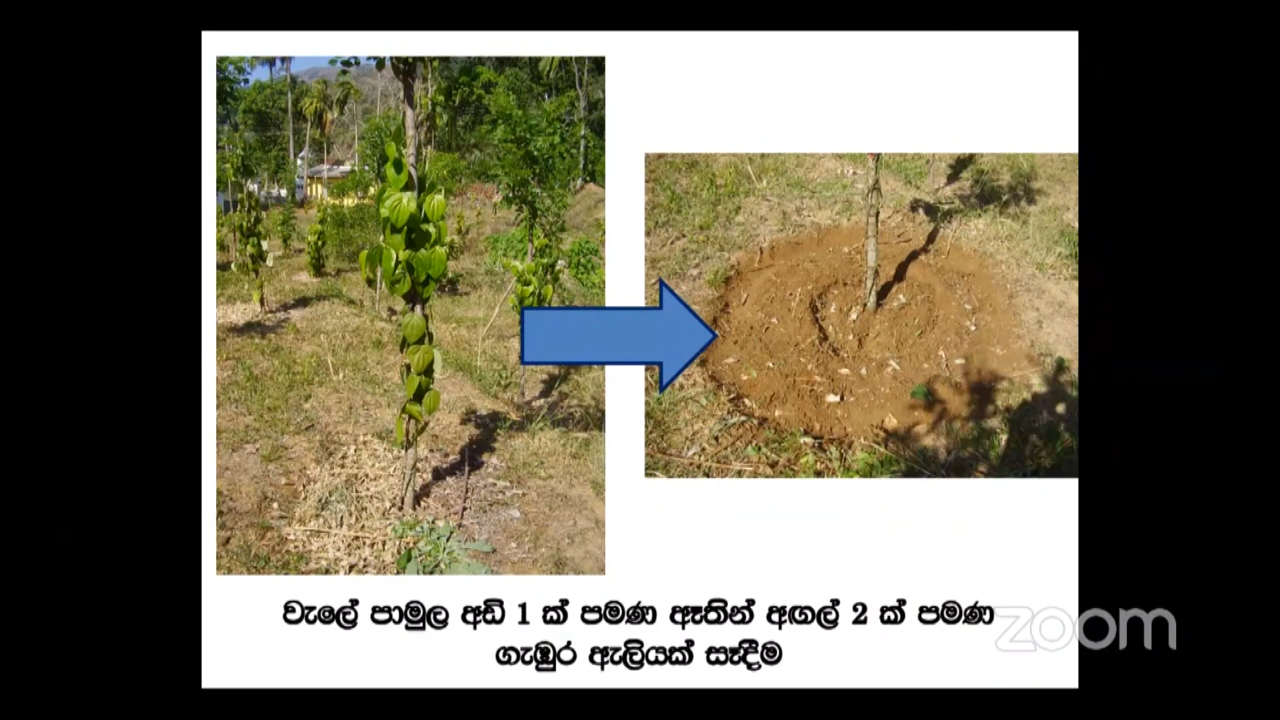 වැලේ පාමුල අඩි 1 ක් පමණ ඈතින් අඟල් 2 ක් පමණ
ගැඹුර ඇලියක් සෑදීම
zoom